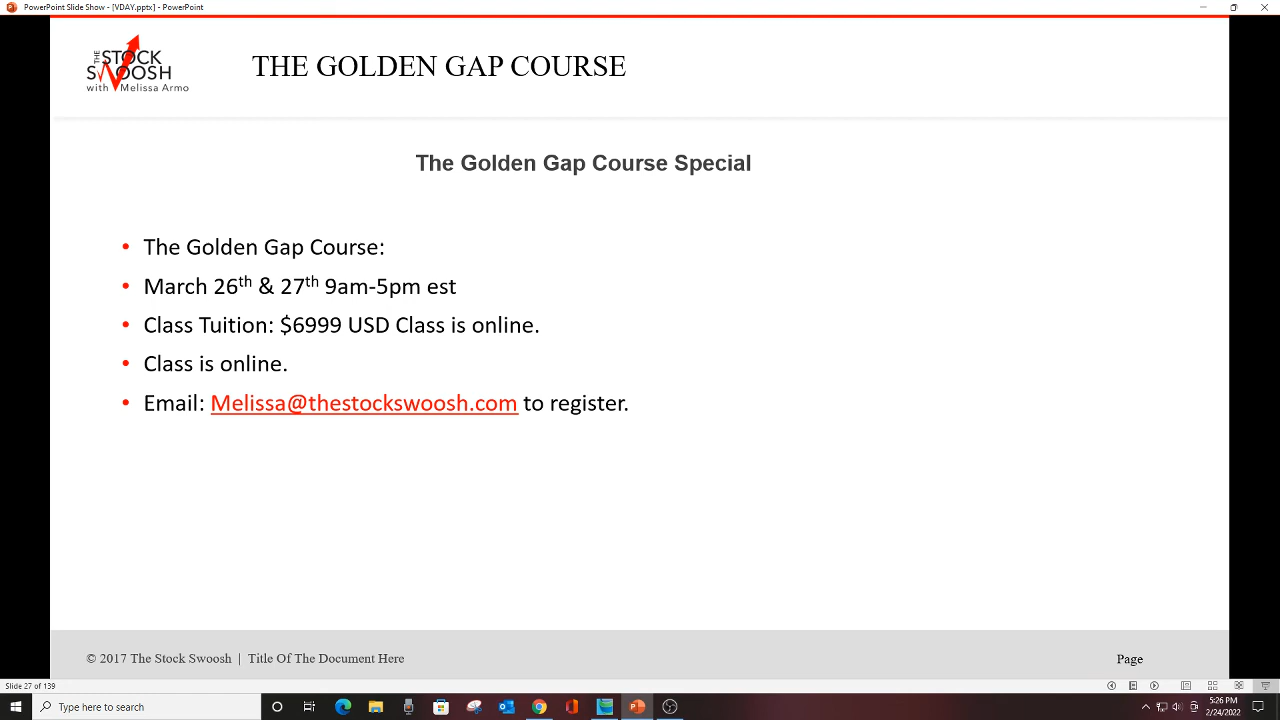 PowerPoint Slide Show - [VDAY.pptx] - PowerPoint
THE STOCK
SWOOSH
with Melissa Armo
THE GOLDEN GAP COURSE
The Golden Gap Course Special
• The Golden Gap Course:
• March 26th & 27th 9am-5pm est
• Class Tuition: $6999 USD Class is online.
• Class is online.
• Email: Melissa@thestockswoosh.com to register.
© 2017 The Stock Swoosh | Title Of The Document Here
Page
Slide 27 of 139
Type here to search
5:26 PM
2/24/2022